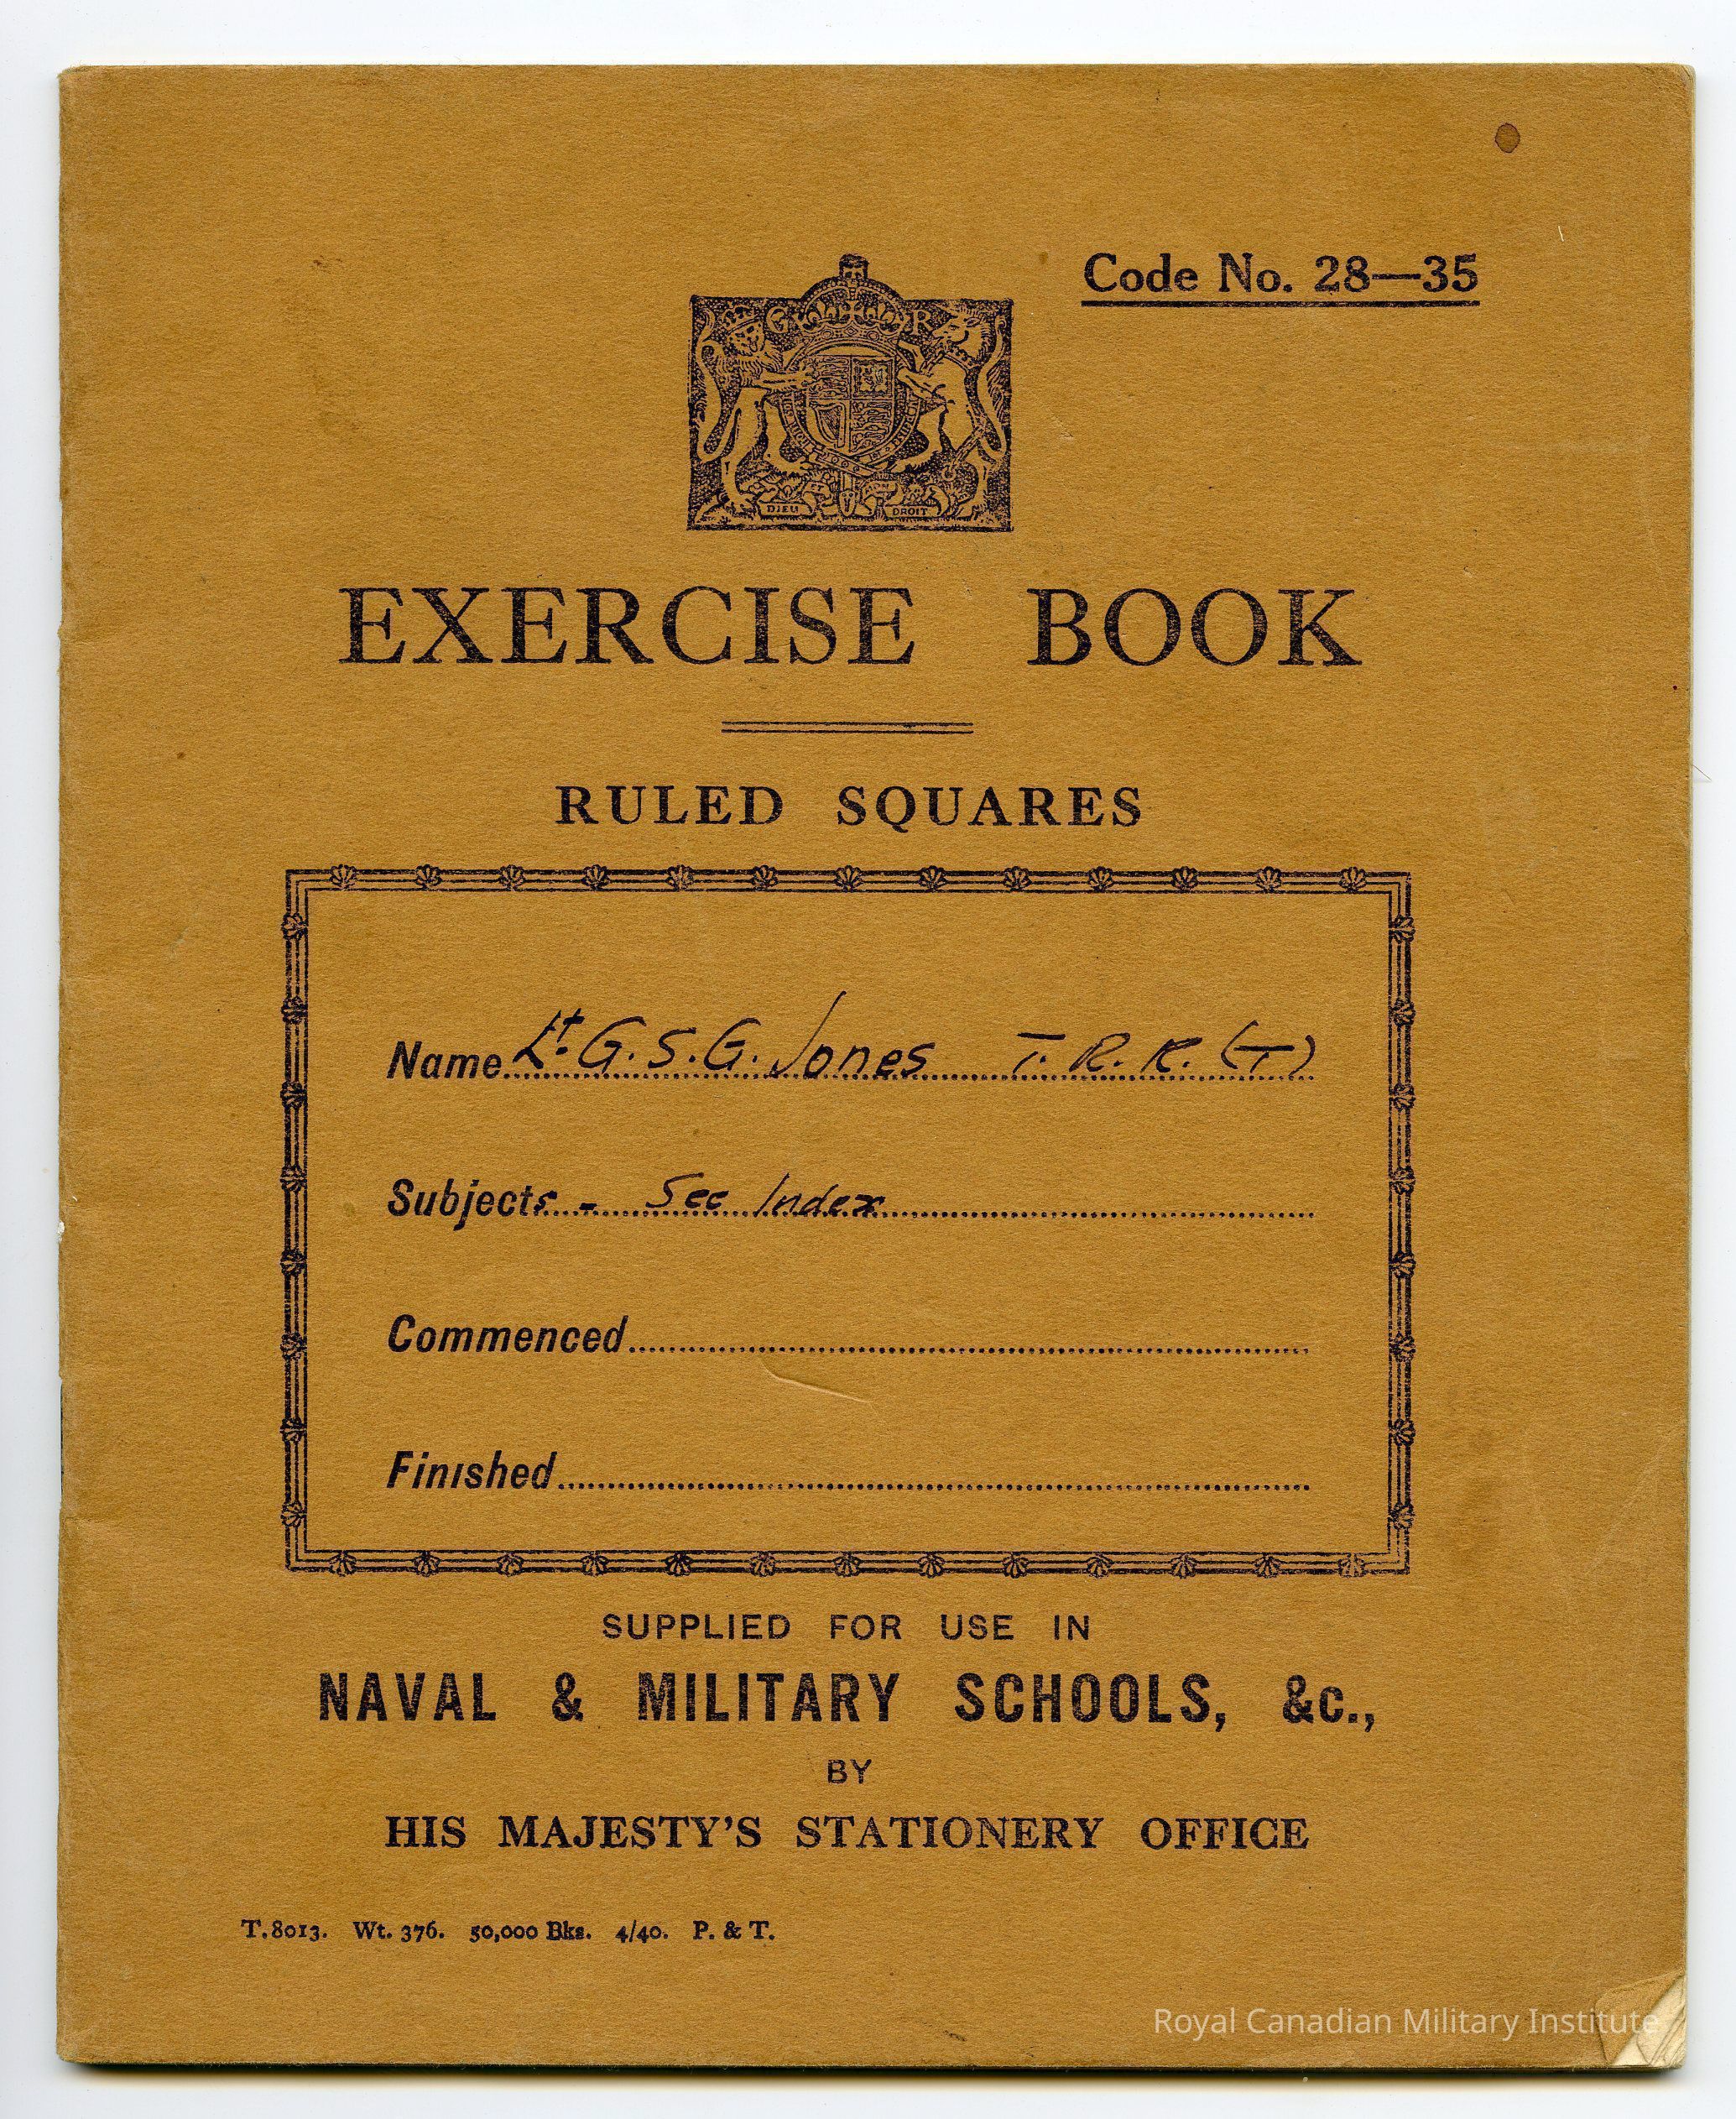 Code No. 28—35
G R
DIEU DROIT
EXERCISE BOOK
RULED SQUARES
Name Lt. G. S. G. Jones T. R. R. (T)
Subjects - See Index
Commenced
Finished
SUPPLIED FOR USE IN
NAVAL & MILITARY SCHOOLS, &c.,
BY
HIS MAJESTY'S STATIONERY OFFICE
T.8013. Wt. 376. 50,000 Bks. 4/40. P. & T.
Royal Canadian Military Institute